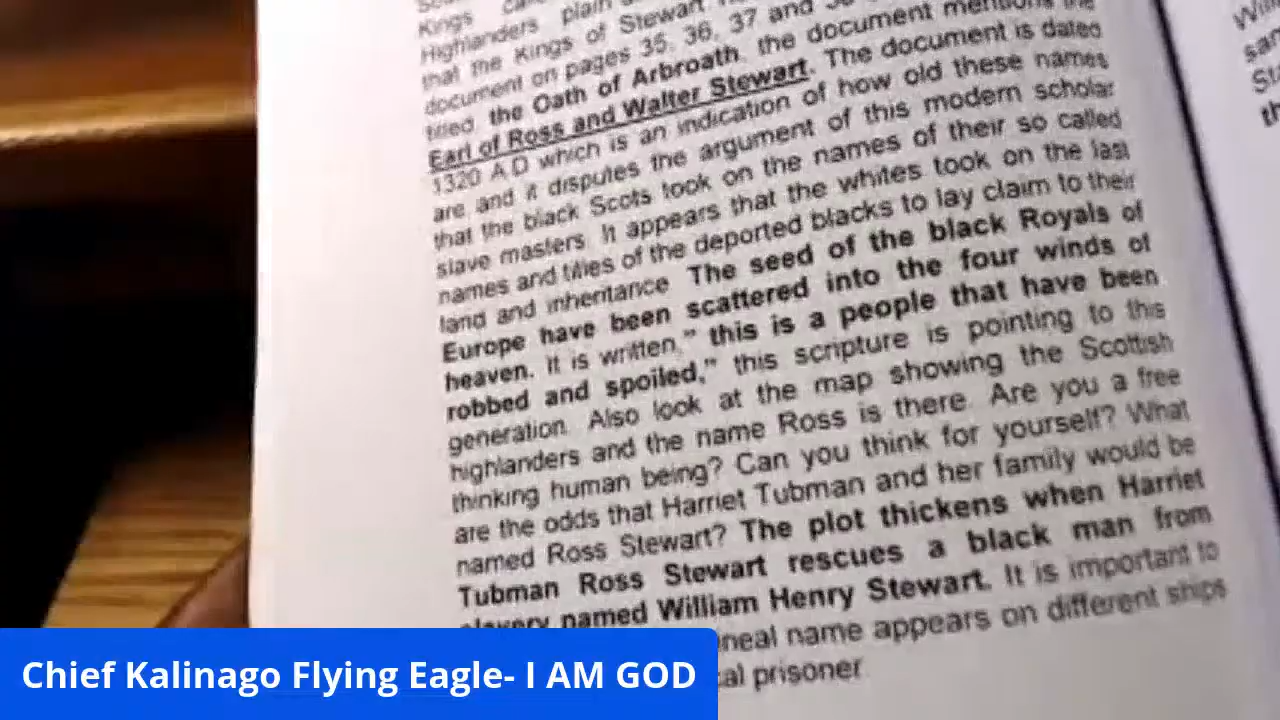 Kings
Highlanders plain
that the Kings of Stewart
document on pages 35, 36, 37 and
titled, the Oath of Arbroath, the document mentions the
Earl of Ross and Walter Stewart. The document is dated
1320 A.D which is an indication of how old these names
are and it disputes the argument of this modern scholar
that the black Scots took on the names of their so called
slave masters. It appears that the whites took on the last
names and titles of the deported blacks to lay claim to their
land and inheritance. The seed of the black Royals of
Europe have been scattered into the four winds of
heaven. It is written," this is a people that have been
robbed and spoiled," this scripture is pointing to this
generation. Also look at the map showing the Scottish
highlanders and the name Ross is there. Are you a free
thinking human being? Can you think for yourself? What
are the odds that Harriet Tubman and her family would be
named Ross Stewart? The plot thickens when Harriet
Tubman Ross Stewart rescues a black man from
slavery named William Henry Stewart. It is important to
neal name appears on different ships
cal prisoner
Chief Kalinago Flying Eagle- I AM GOD